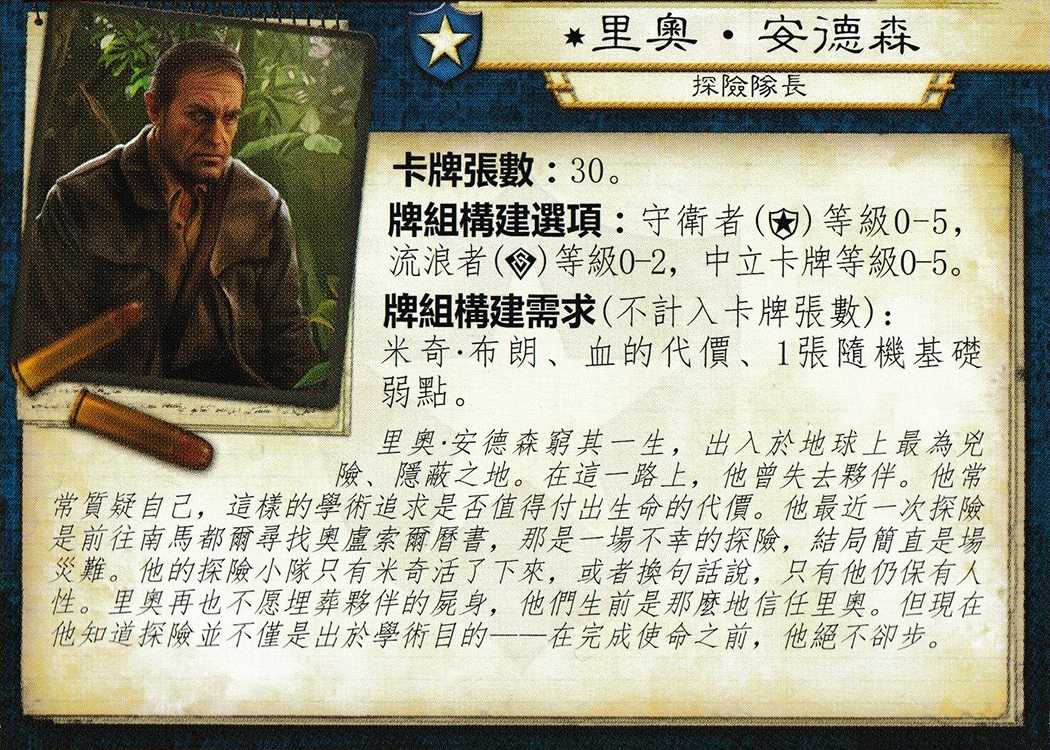 里奧·安德森
探險隊長
卡牌張數：30。
牌組構建選項：守衛者()等級0-5，
流浪者()等級0-2，中立卡牌等級0-5。
牌組構建需求(不計入卡牌張數)：
米奇·布朗、血的代價、1張隨機基礎
弱點。
里奧·安德森窮其一生，出入於地球上最為兇
險、隱蔽之地。在這一路上，他曾失去夥伴。他常
常質疑自己，這樣的學術追求是否值得付出生命的代價。他最近一次探險
是前往南馬都爾尋找奧盧索爾曆書，那是一場不幸的探險，結局簡直是場
災難。他的探險小隊只有米奇活了下來，或者換句話說，只有他仍保有人
性。里奧再也不愿埋葬夥伴的屍身，他們生前是那麼地信任里奧。但現在
他知道探險並不僅是出於學術目的——在完成使命之前，他絕不卻步。